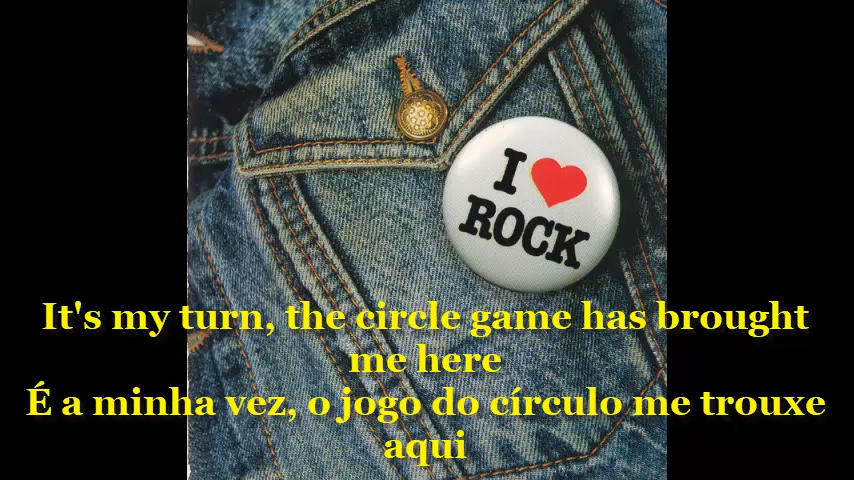 I ❤
ROCK
It's my turn, the circle game has brought
me here
É a minha vez, o jogo do círculo me trouxe
aqui